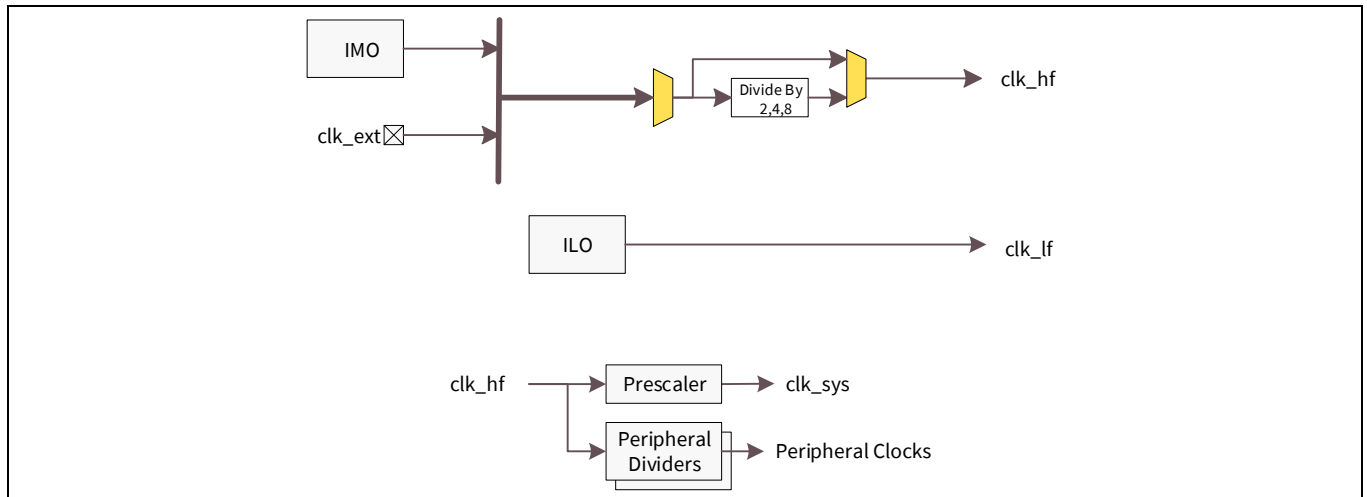 IMO
Divide By
2,4,8
clk_hf
clk_ext
ILO
clk_lf
clk_hf
Prescaler
clk_sys
Peripheral
Dividers
Peripheral Clocks